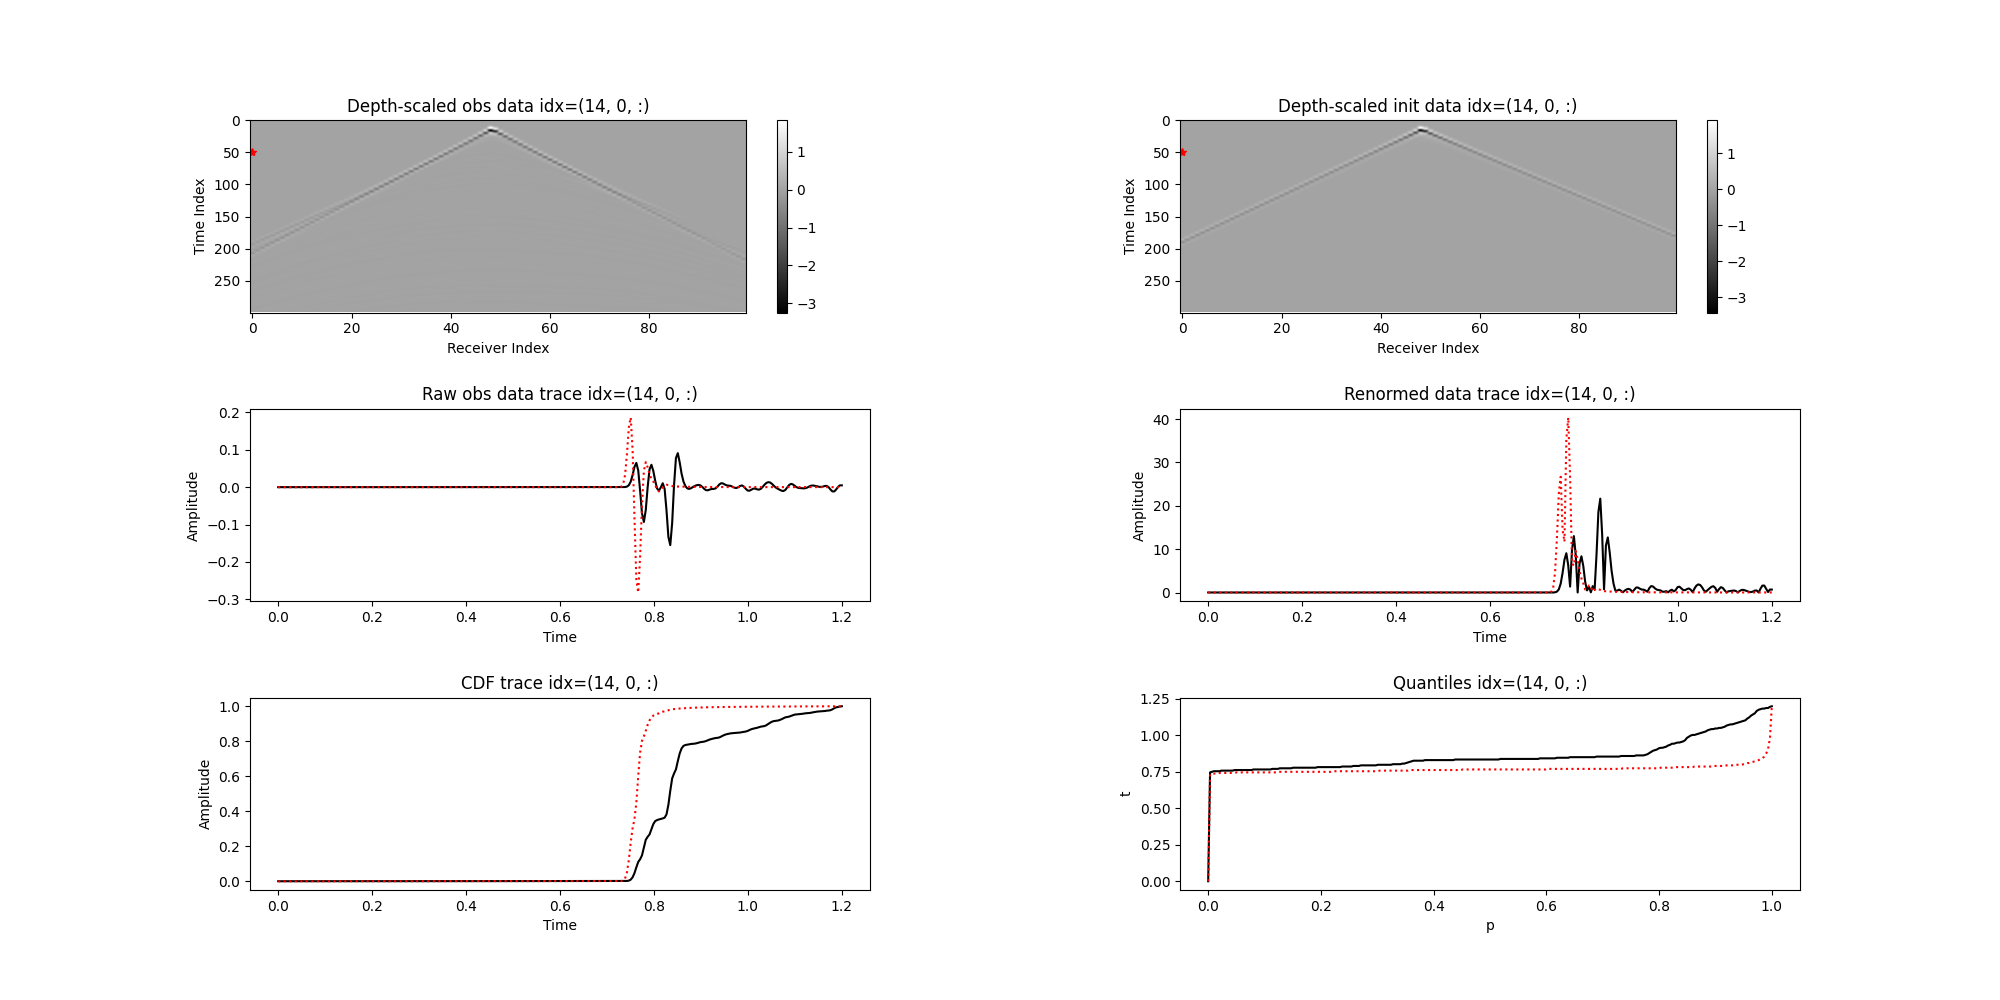 Depth-scaled obs data idx=(14, 0, :)
0
50
100
150
200
250
Time Index
0 20 40 60 80
Receiver Index
1
0
−1
−2
−3
Depth-scaled init data idx=(14, 0, :)
0
50
100
150
200
250
Time Index
0 20 40 60 80
Receiver Index
1
0
−1
−2
−3
Raw obs data trace idx=(14, 0, :)
0.2
0.1
0.0
−0.1
−0.2
−0.3
Amplitude
0.0 0.2 0.4 0.6 0.8 1.0 1.2
Time
Renormed data trace idx=(14, 0, :)
40
30
20
10
0
Amplitude
0.0 0.2 0.4 0.6 0.8 1.0 1.2
Time
CDF trace idx=(14, 0, :)
1.0
0.8
0.6
0.4
0.2
0.0
Amplitude
0.0 0.2 0.4 0.6 0.8 1.0 1.2
Time
Quantiles idx=(14, 0, :)
1.25
1.00
0.75
0.50
0.25
0.00
t
0.0 0.2 0.4 0.6 0.8 1.0
p